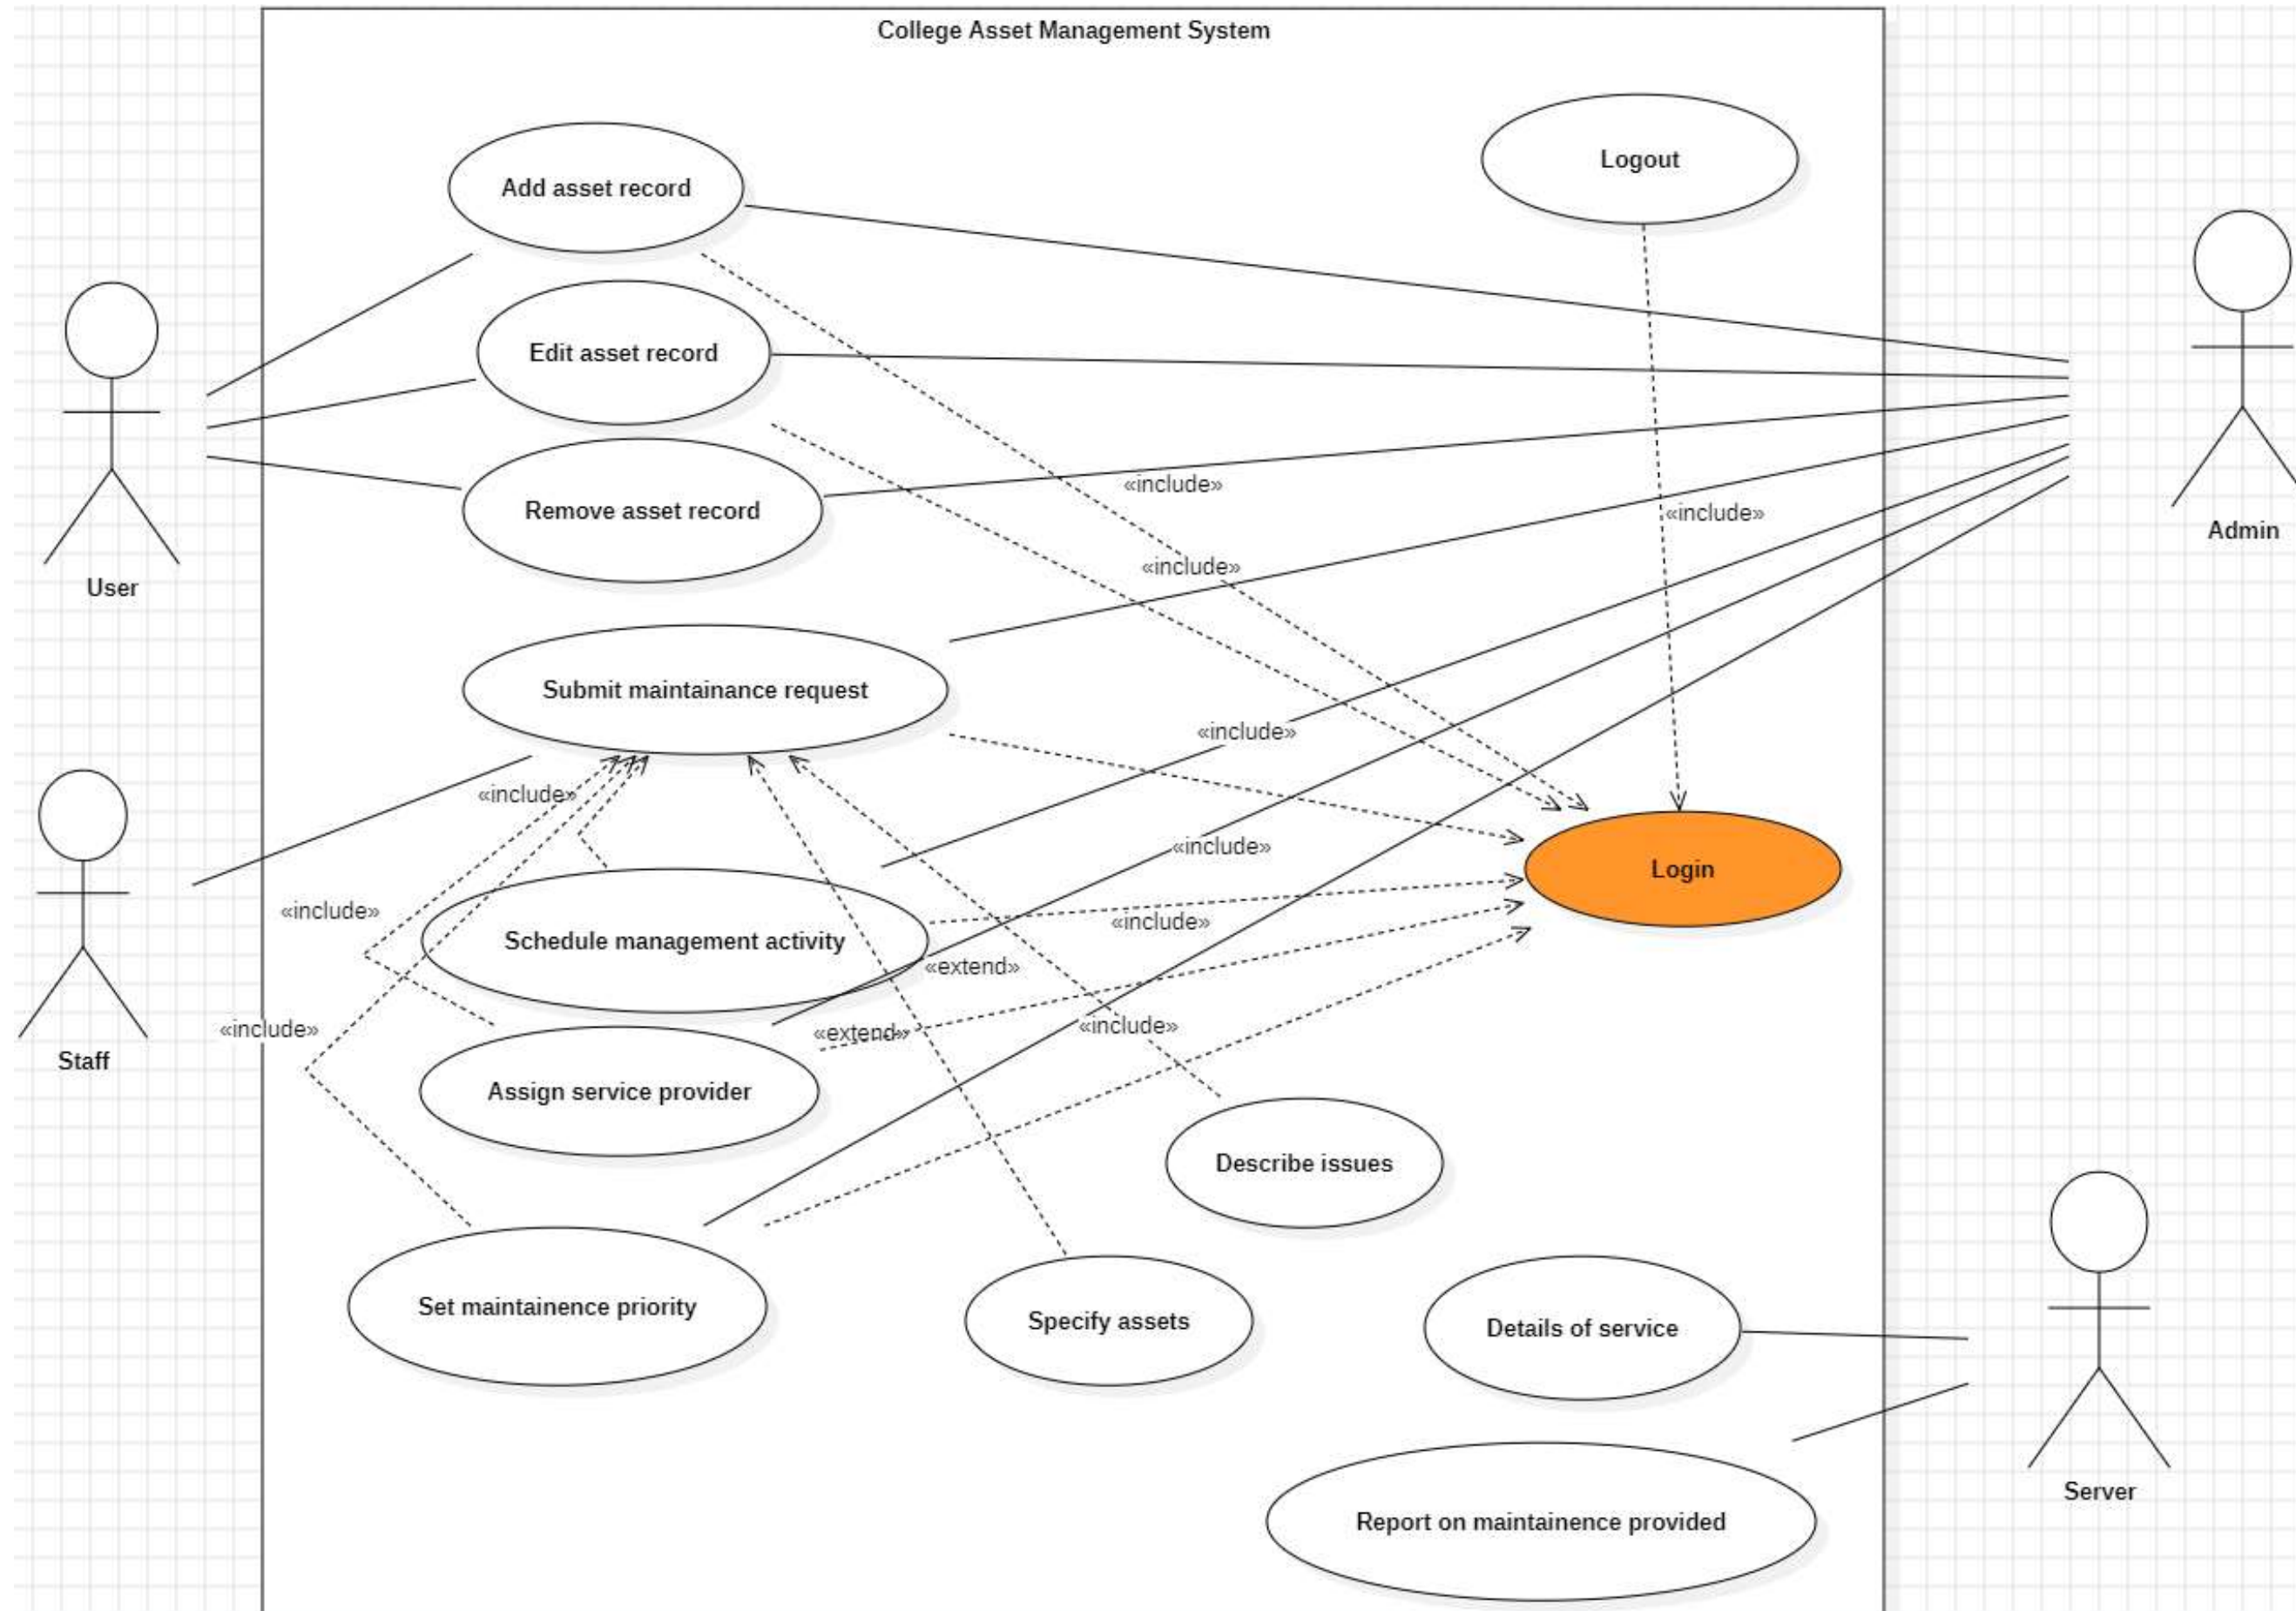 College Asset Management System
Logout
Add asset record
Edit asset record
«include»
Remove asset record
«include»
Admin
«include»
User
Submit maintainance request
«include»
«include»
«include»
Login
«include»
«include»
Schedule management activity
«extend»
«include»
«extend»
«include»
Staff
Assign service provider
Describe issues
Set maintainence priority
Specify assets
Details of service
Server
Report on maintainence provided